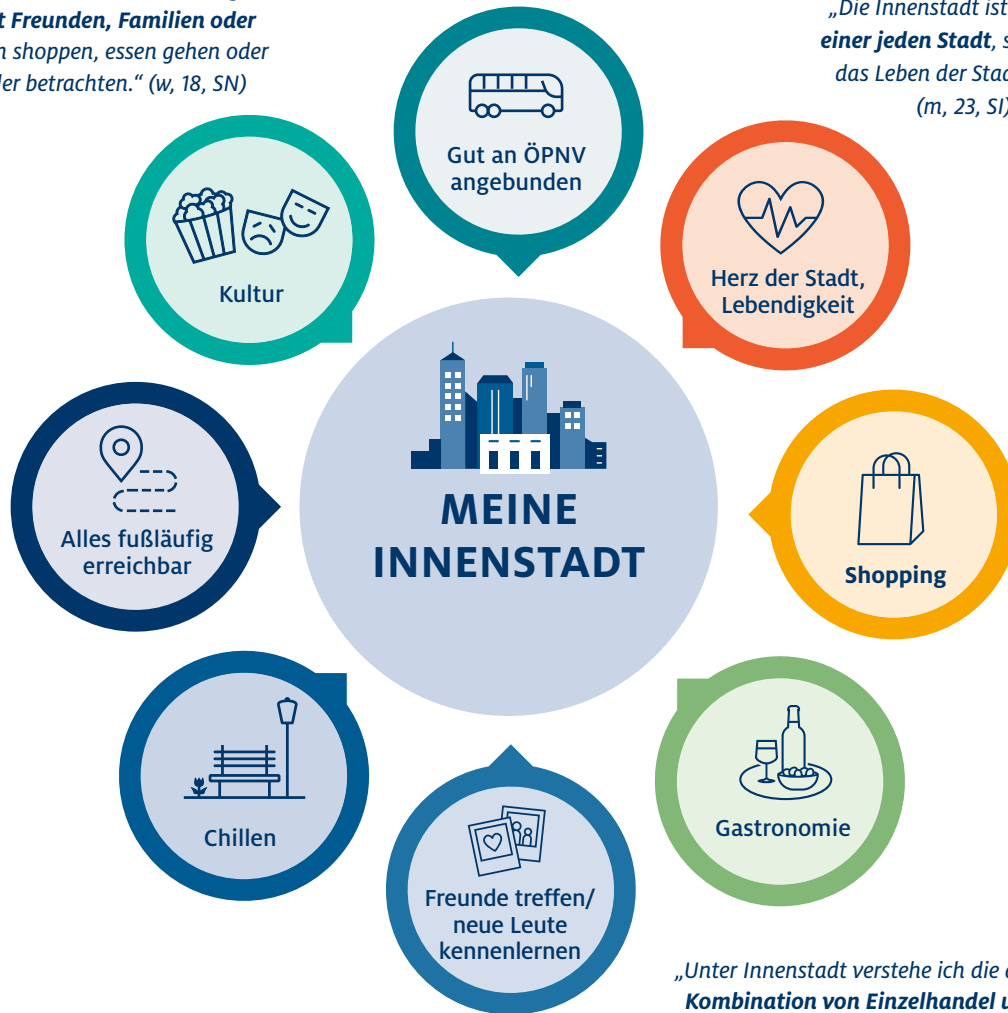 t Freunden, Familien oder
n shoppen, essen gehen oder
er betrachten.“ (w, 18, SN)
„Die Innenstadt ist
einer jeden Stadt, s
das Leben der Stad
(m, 23, SI)
Gut an ÖPNV
angebunden
Kultur
Herz der Stadt,
Lebendigkeit
MEINE
INNENSTADT
Alles fußläufig
erreichbar
Shopping
Chillen
Gastronomie
Freunde treffen/
neue Leute
kennenlernen
„Unter Innenstadt verstehe ich die
Kombination von Einzelhandel u